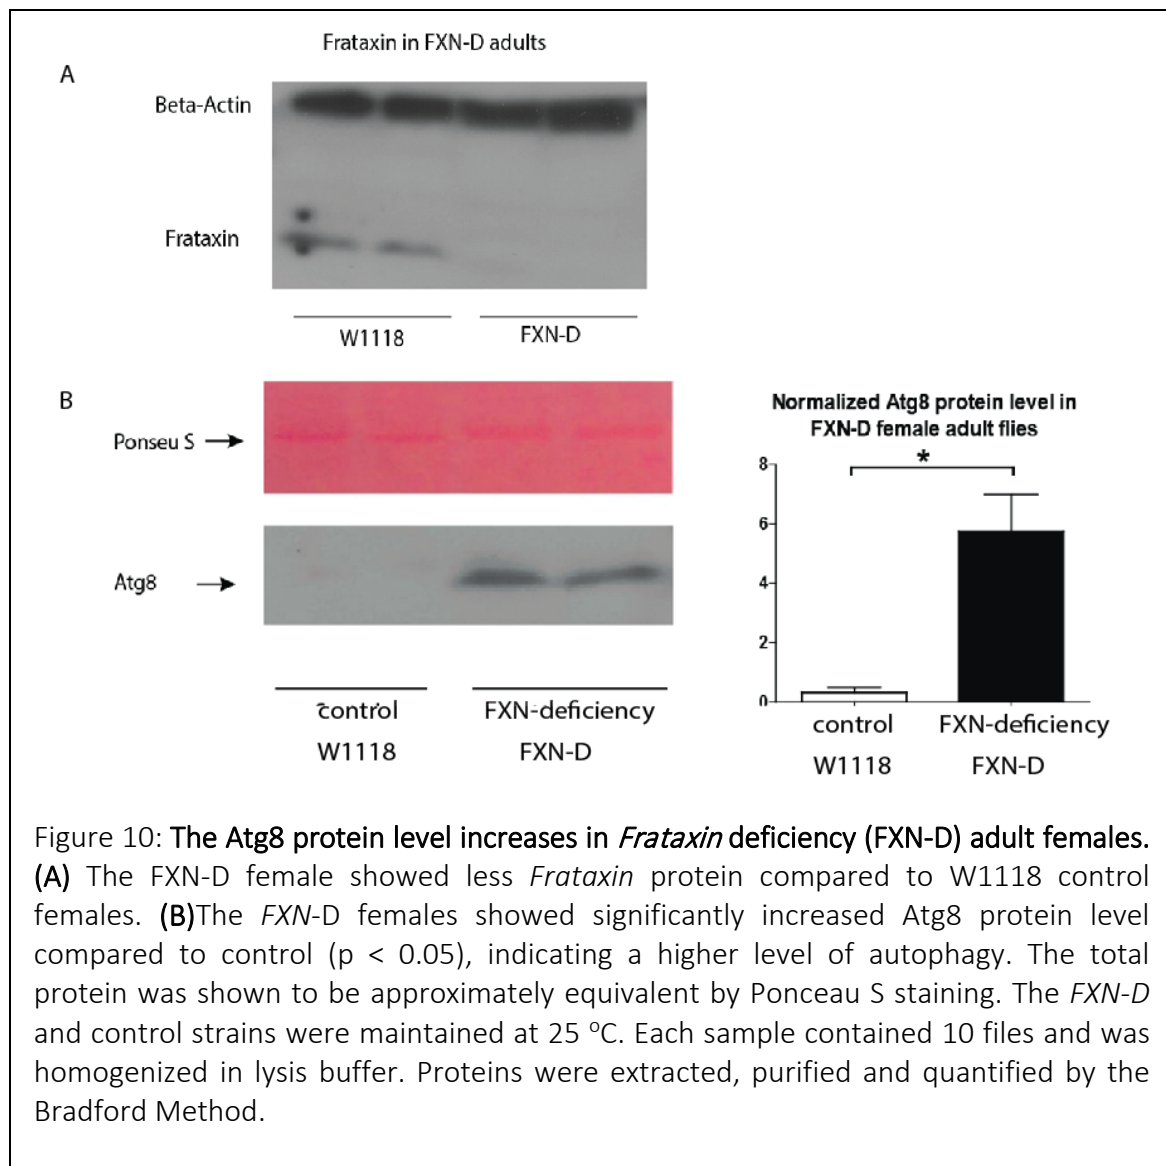 Frataxin in FXN-D adults
A
Beta-Actin
Frataxin
W1118 FXN-D
B
Ponseu S
Atg8
control FXN-deficiency
W1118 FXN-D
Normalized Atg8 protein level in
FXN-D female adult flies
*
8
6
4
2
0
control FXN-deficiency
W1118 FXN-D
Figure 10: The Atg8 protein level increases in Frataxin deficiency (FXN-D) adult females.
(A) The FXN-D female showed less Frataxin protein compared to W1118 control
females. (B)The FXN-D females showed significantly increased Atg8 protein level
compared to control (p < 0.05), indicating a higher level of autophagy. The total
protein was shown to be approximately equivalent by Ponceau S staining. The FXN-D
and control strains were maintained at 25 °C. Each sample contained 10 files and was
homogenized in lysis buffer. Proteins were extracted, purified and quantified by the
Bradford Method.